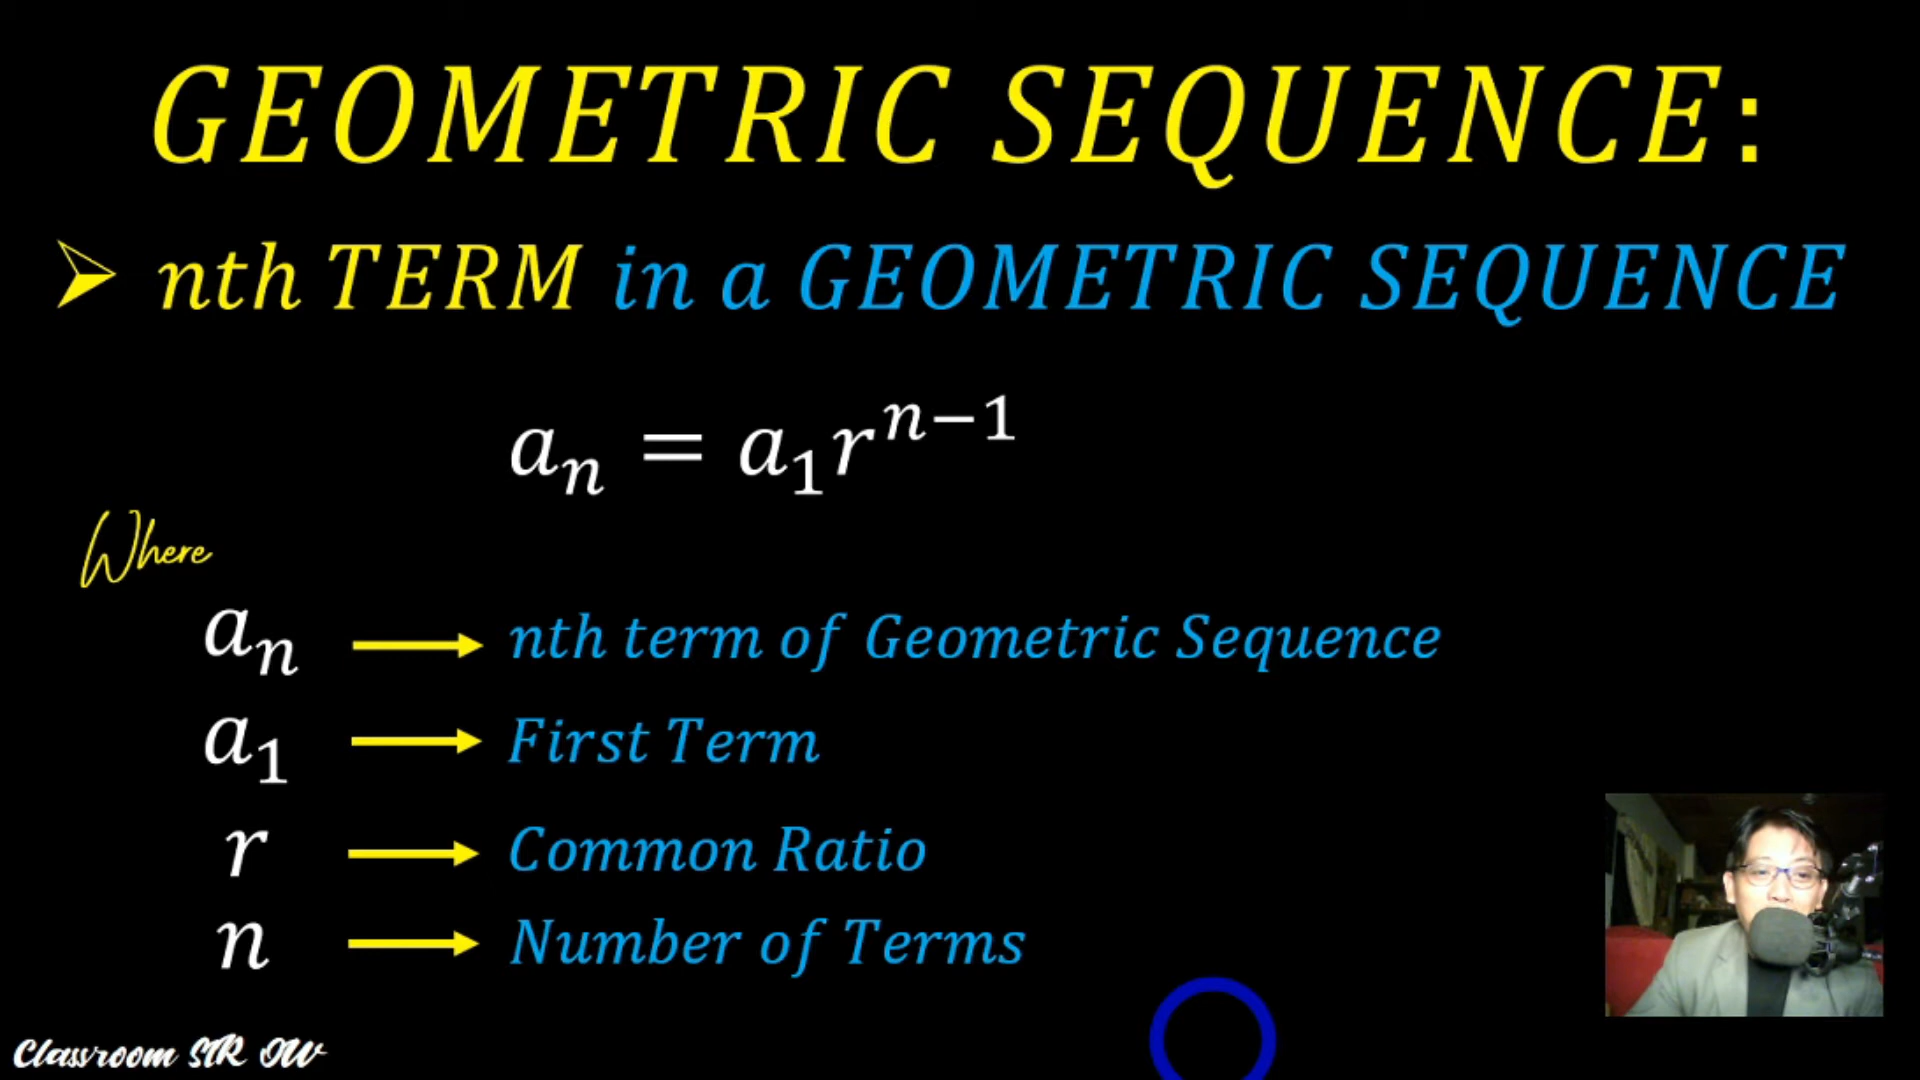 GEOMETRIC SEQUENCE:
➢ nth TERM in a GEOMETRIC SEQUENCE
aₙ = a₁rⁿ⁻¹
Where
aₙ → nth term of Geometric Sequence
a₁ → First Term
r → Common Ratio
n → Number of Terms
Classroom SIR OW